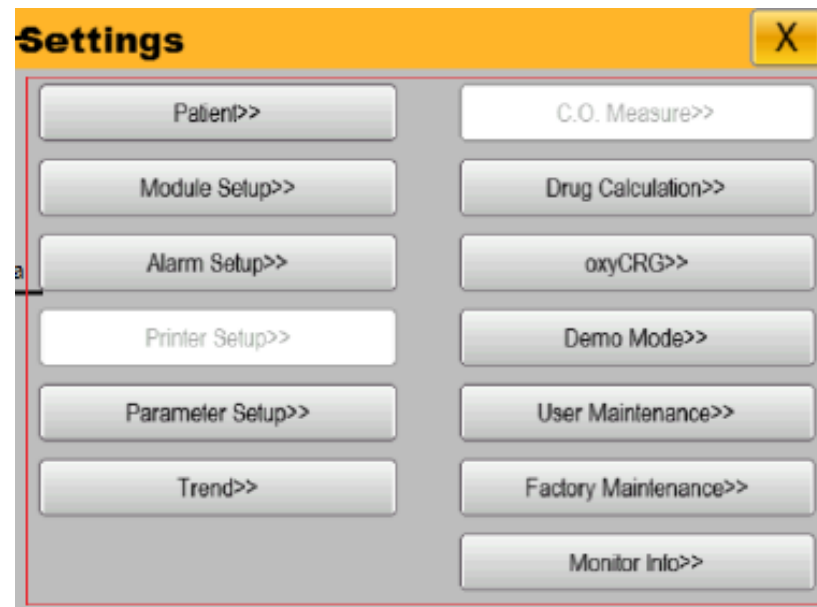 Settings
X
Patient>>
C.O. Measure>>
Module Setup>>
Drug Calculation>>
Alarm Setup>>
oxyCRG>>
a
Printer Setup>>
Demo Mode>>
Parameter Setup>>
User Maintenance>>
Trend>>
Factory Maintenance>>
Monitor Info>>